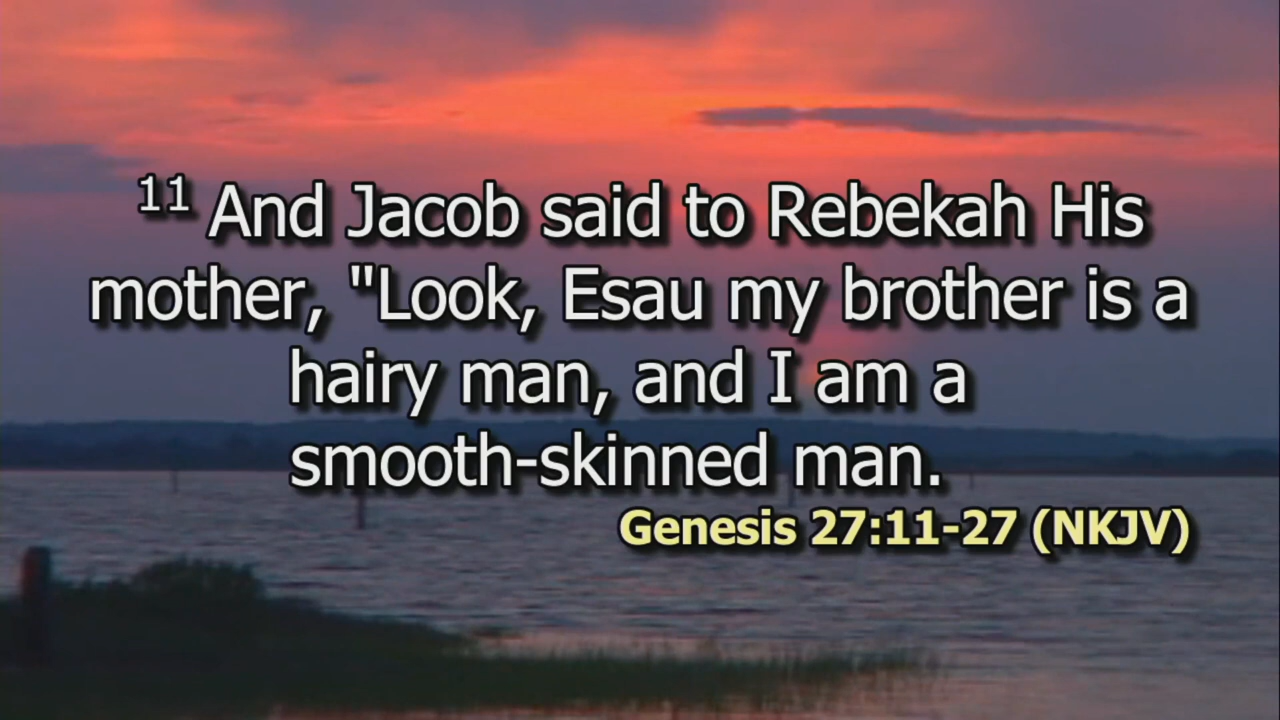 11 And Jacob said to Rebekah His
mother, "Look, Esau my brother is a
hairy man, and I am a
smooth-skinned man.
Genesis 27:11-27 (NKJV)